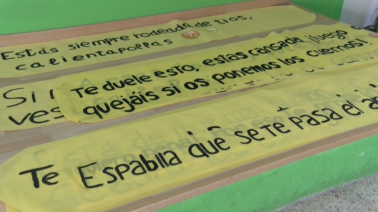 Estás siempre rodeada de tíos,
calientapollas
Si
ves
Te duele esto, estás cansada, ¡luego
quejáis si os ponemos los cuernos!
Te Espabila que se te pasa el